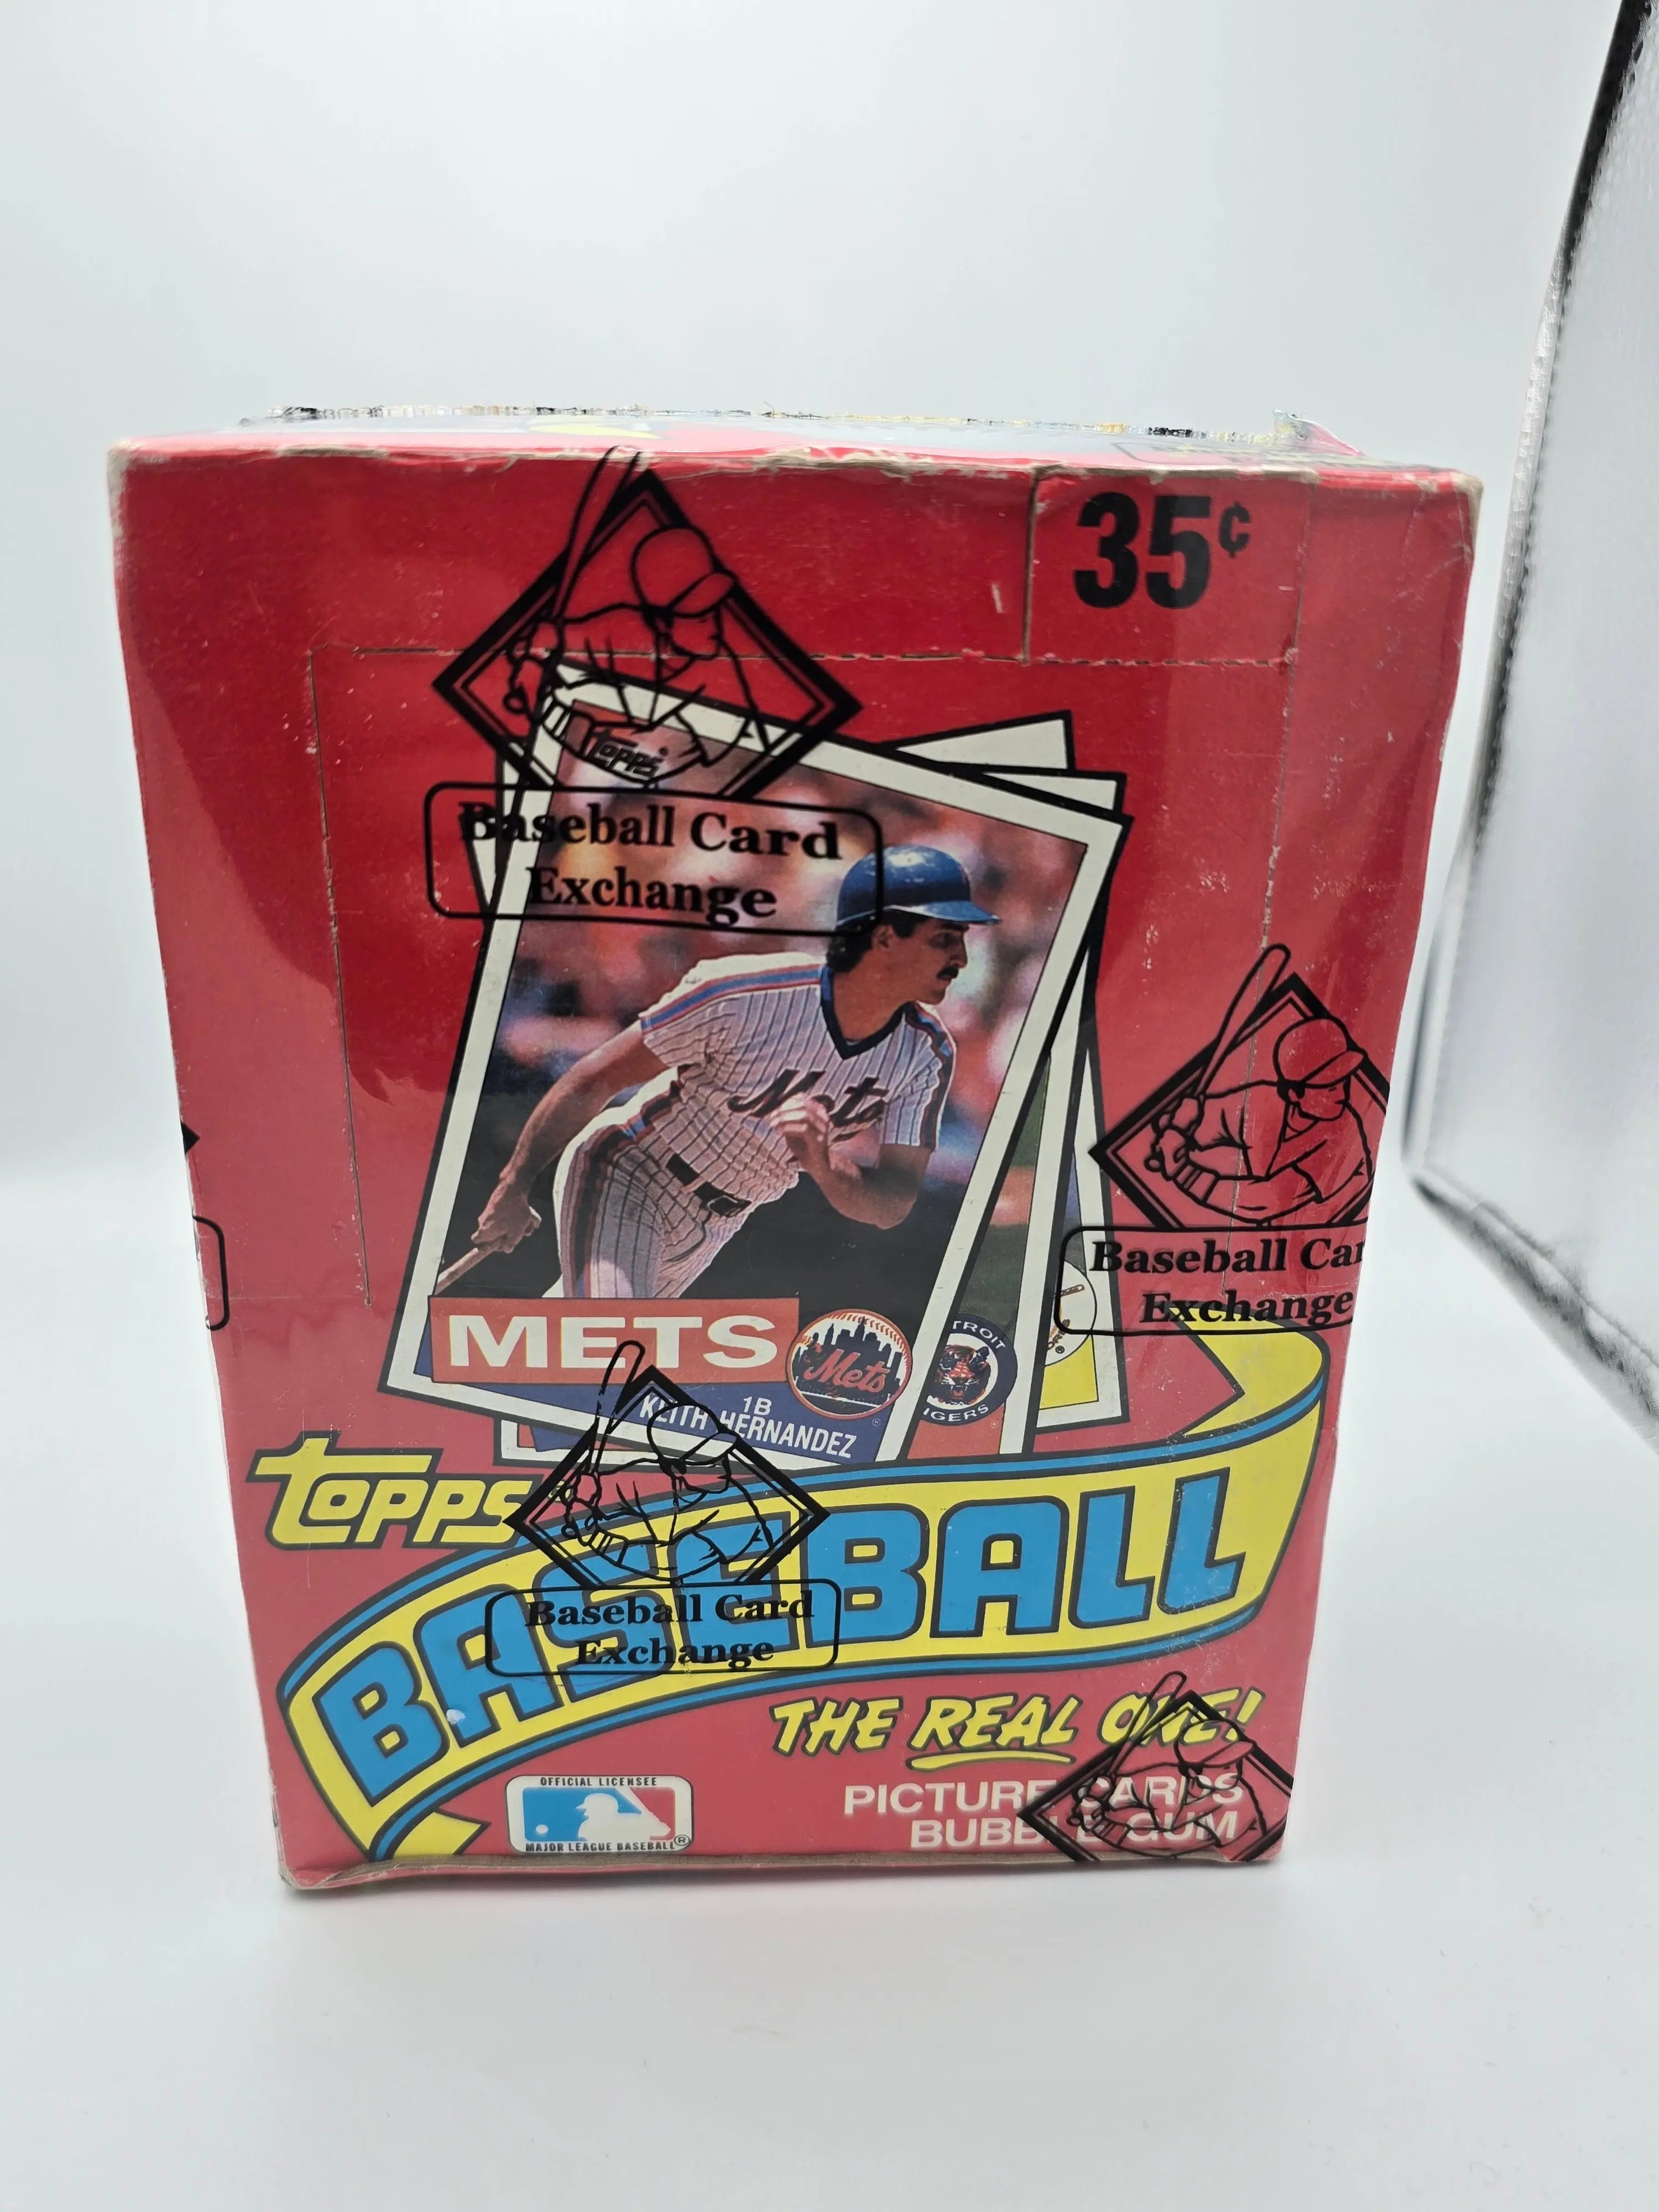 35¢
Topps®
Baseball Card
Exchange
Mets
Baseball Car
Exchange
METS
Mets
1B
KEITH HERNANDEZ
TROIT
IGERS
Topps
BASEBALL
Baseball Card
Exchange
THE REAL ONE!
OFFICIAL LICENSEE
MAJOR LEAGUE BASEBALL®
PICTURE CARDS
BUBBLE GUM